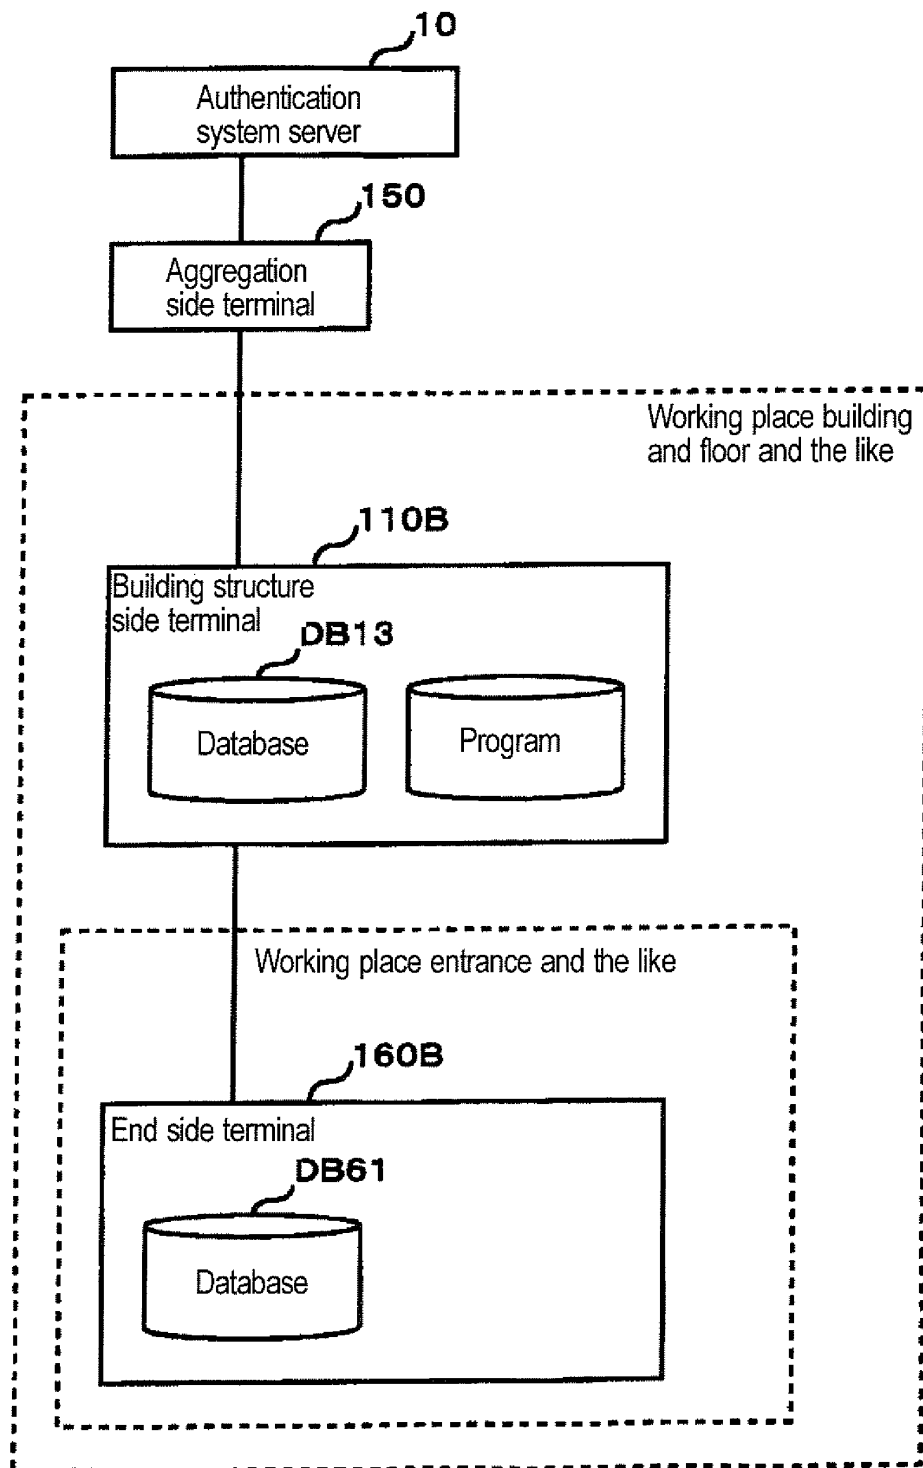 10
Authentication
system server
150
Aggregation
side terminal
Working place building
and floor and the like
110B
Building structure
side terminal
DB13
Database
Program
Working place entrance and the like
160B
End side terminal
DB61
Database